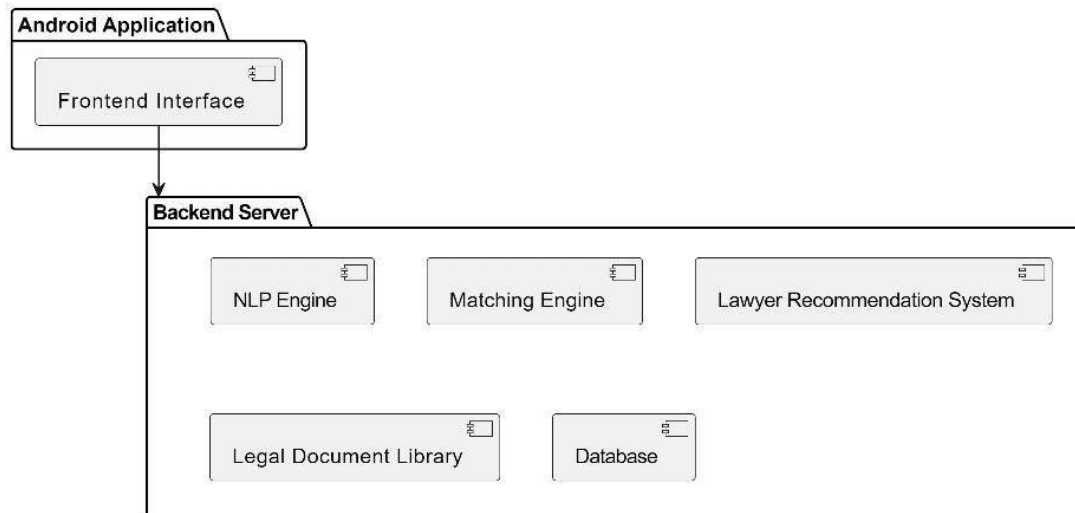 Android Application
Frontend Interface
Backend Server
NLP Engine
Matching Engine
Lawyer Recommendation System
Legal Document Library
Database